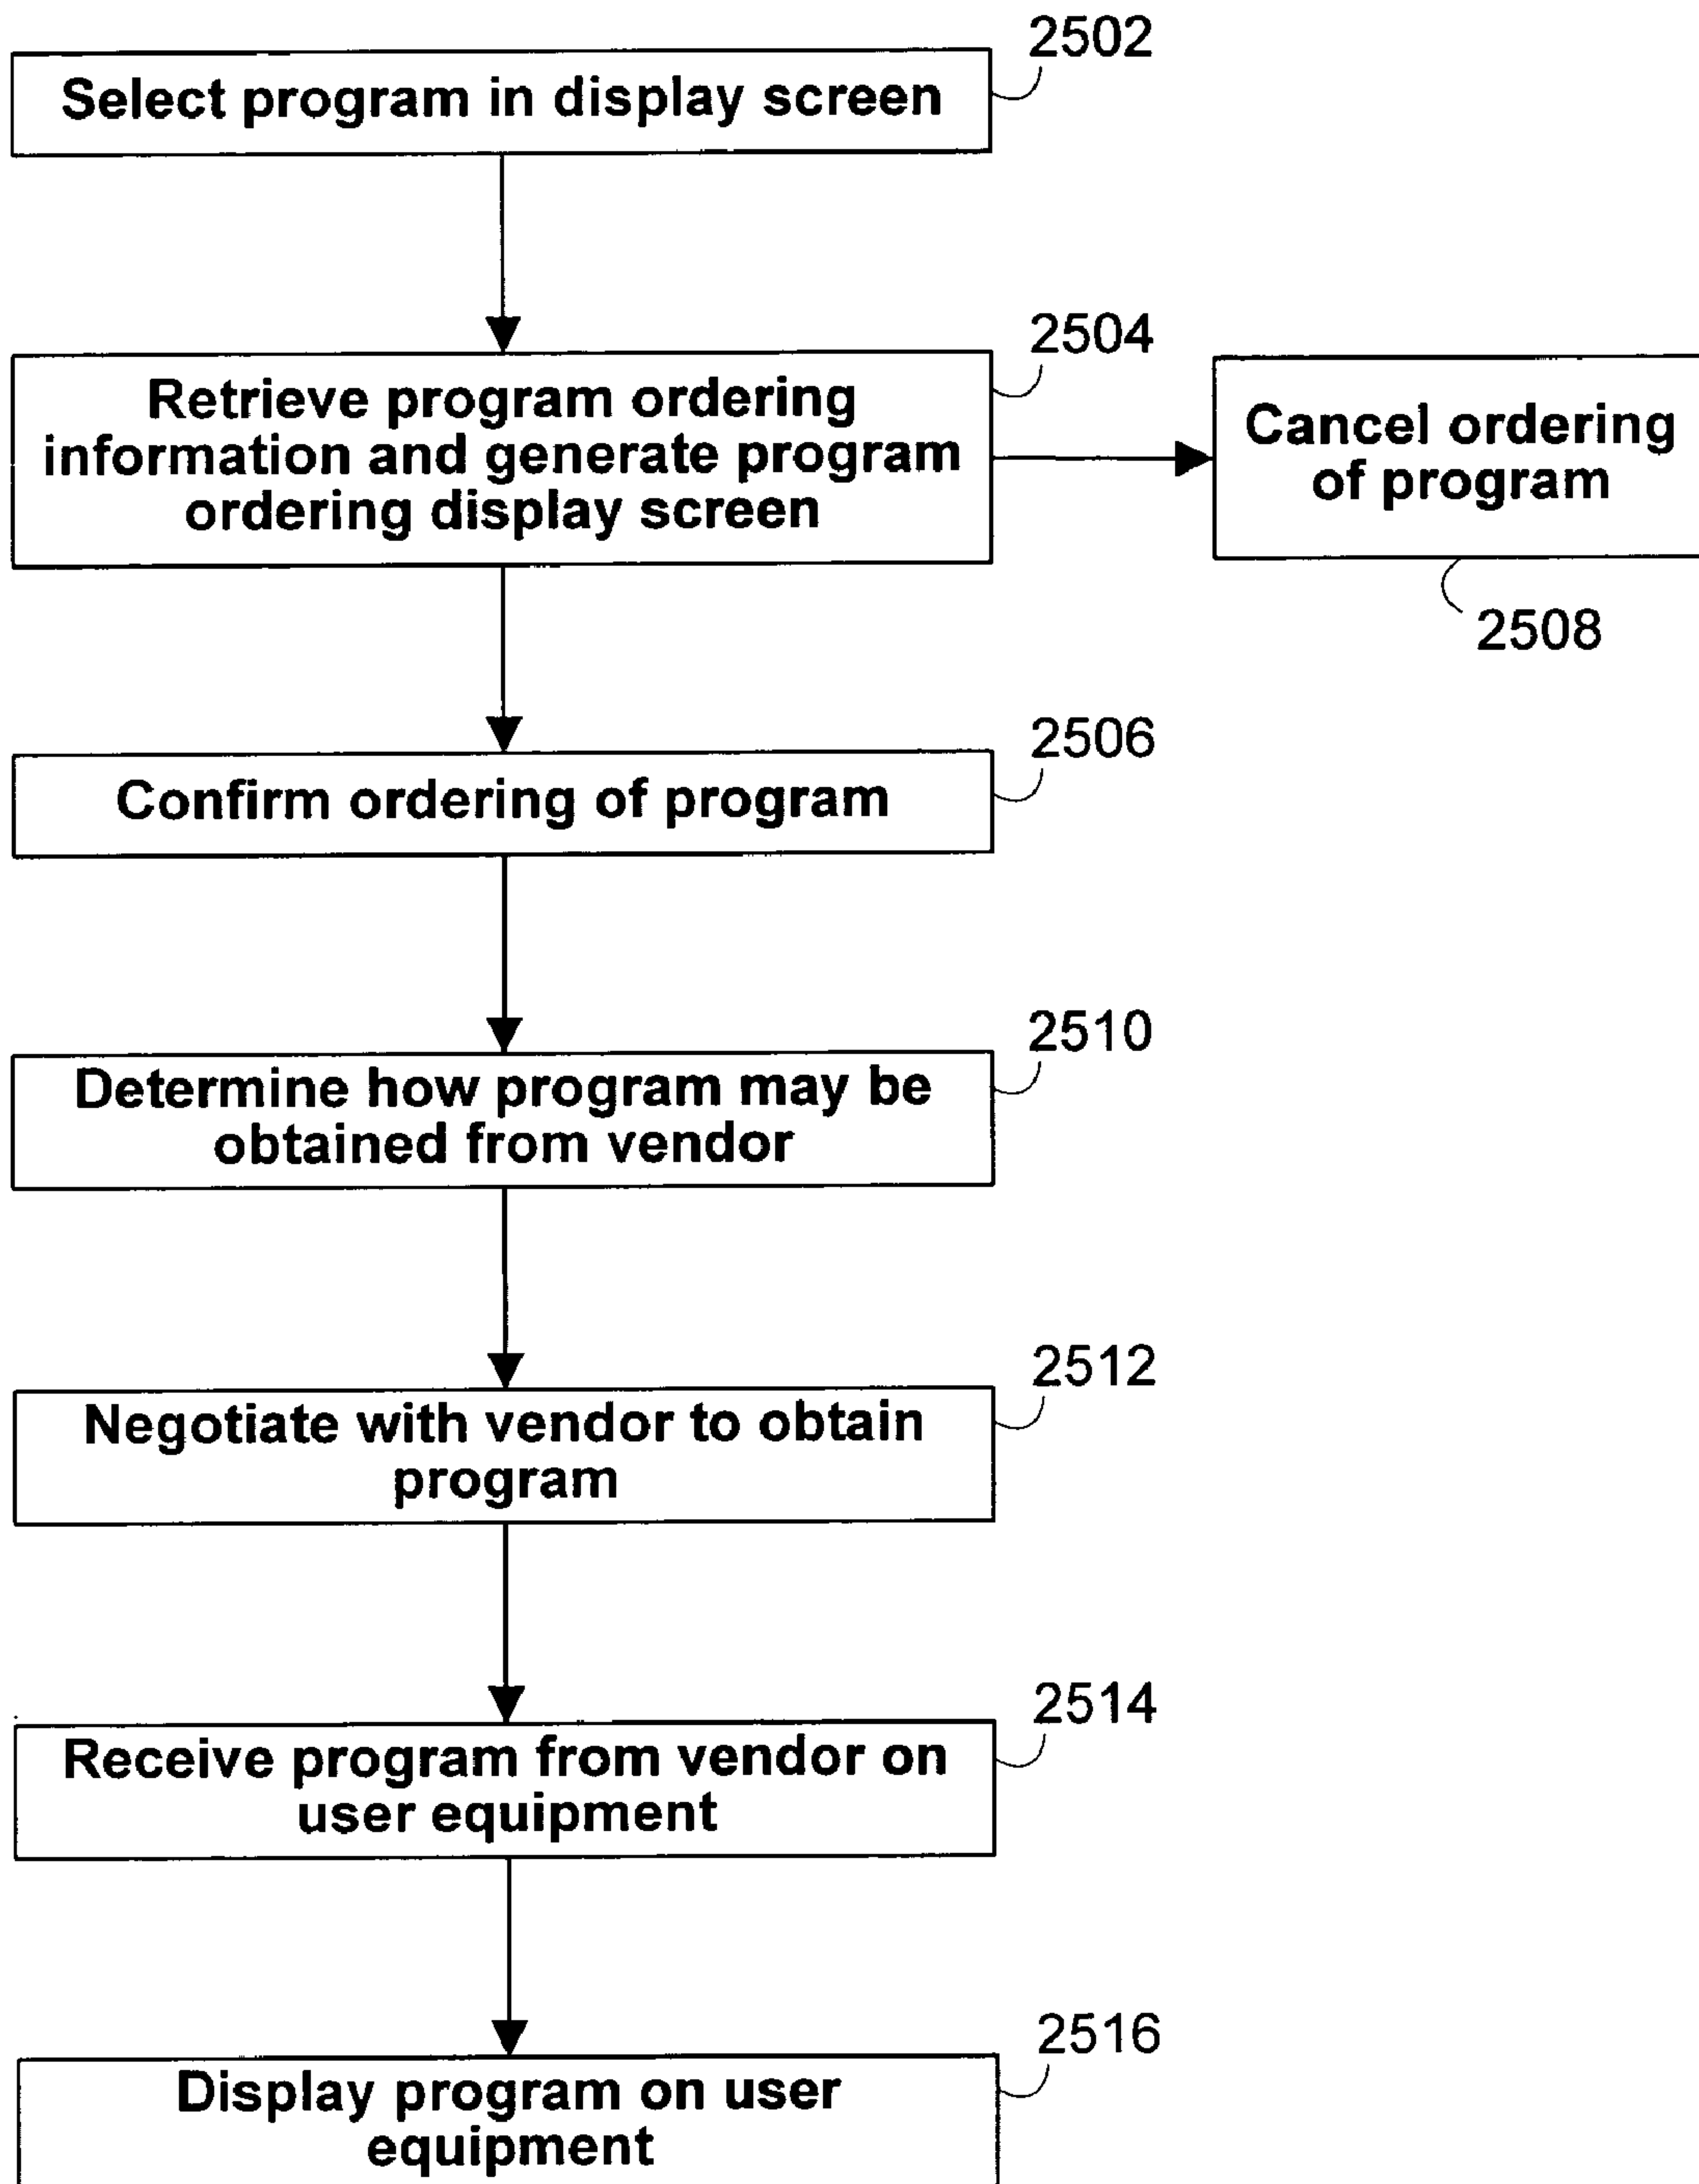 2502
Select program in display screen
2504
Retrieve program ordering
information and generate program
ordering display screen
Cancel ordering
of program
2508
2506
Confirm ordering of program
2510
Determine how program may be
obtained from vendor
2512
Negotiate with vendor to obtain
program
2514
Receive program from vendor on
user equipment
2516
Display program on user
equipment